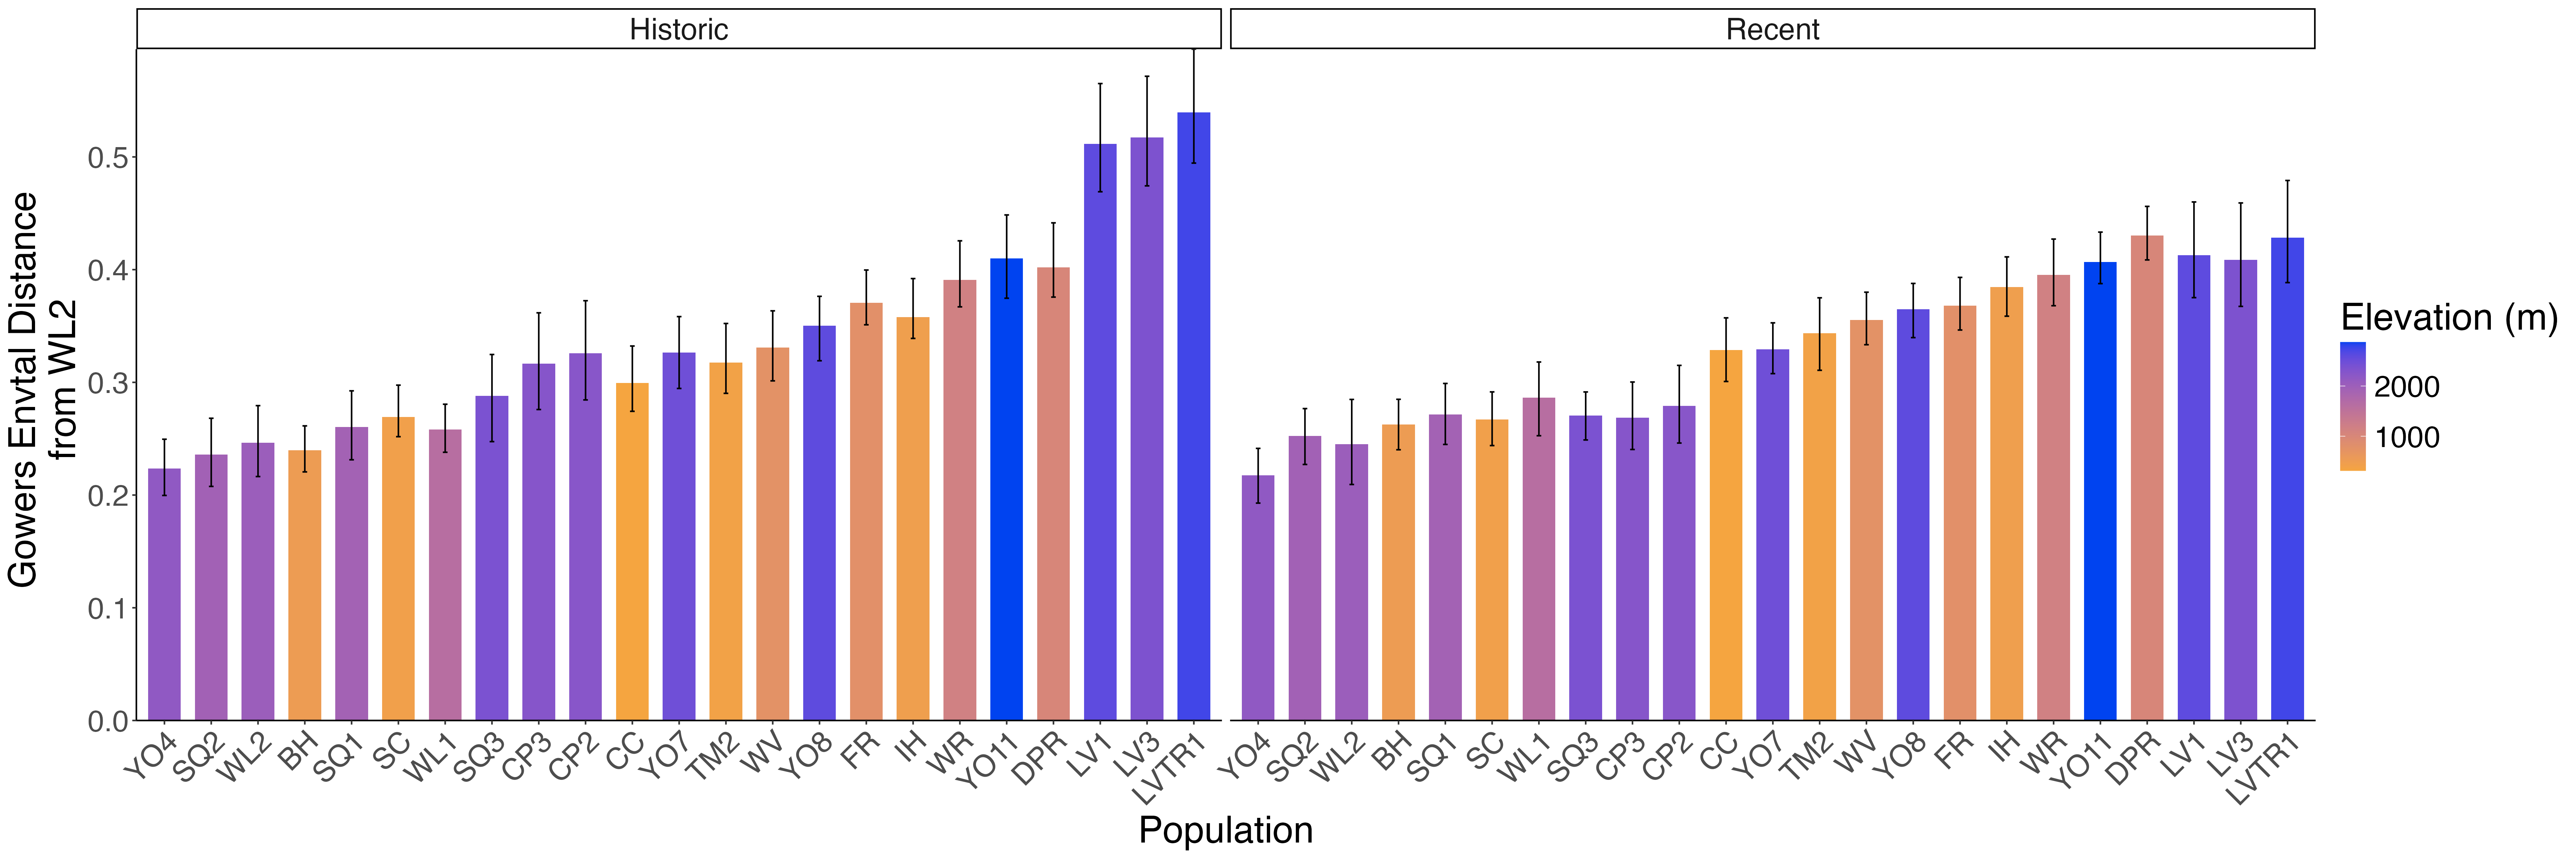 Historic
Recent
Gowers Envtal Distance
from WL2
0.5
0.4
0.3
0.2
0.1
0.0
YO4 SQ2 WL2 BH SQ1 SC WL1 SQ3 CP3 CP2 CC YO7 TM2 WV YO8 FR IH WR YO11 DPR LV1 LV3 LVTR1
YO4 SQ2 WL2 BH SQ1 SC WL1 SQ3 CP3 CP2 CC YO7 TM2 WV YO8 FR IH WR YO11 DPR LV1 LV3 LVTR1
Population
Elevation (m)
2000
1000